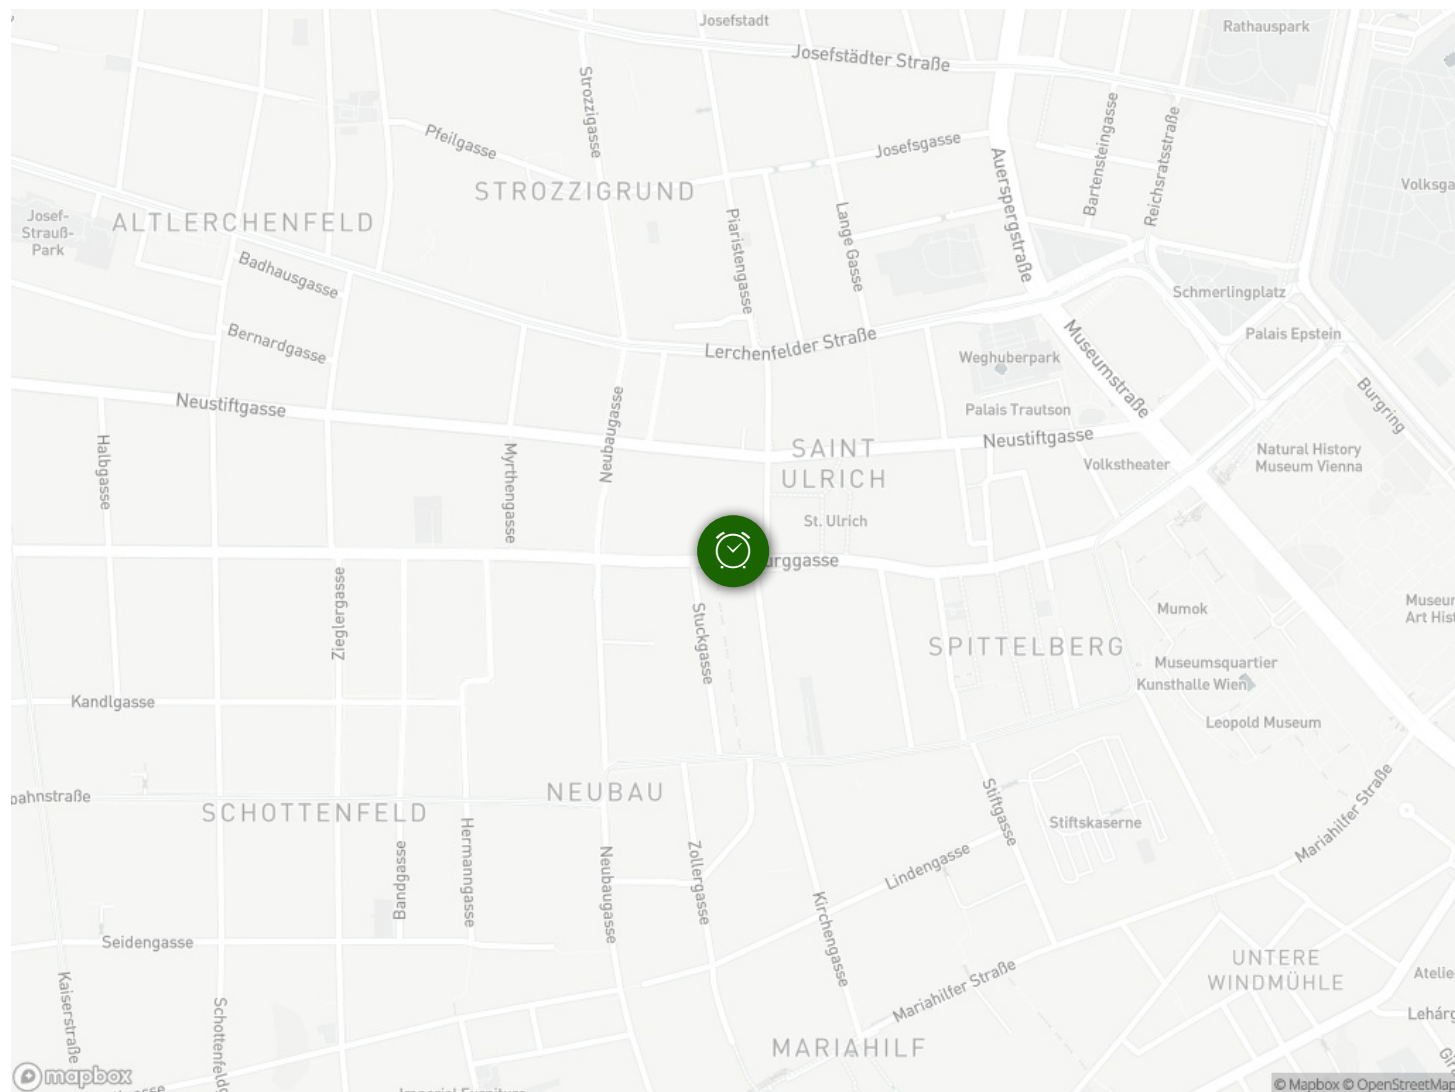 Josefstadt
Rathauspark
Josefstädter Straße
Strozzigasse
Bartensteingasse
Reichsratsstraße
Pfeilgasse
Josefsgasse
Auerspergstraße
STROZZIGRUND
Volksga
Josef-
Strauß-
Park
ALTLERCHENFELD
Piaristengasse
Lange Gasse
Badhausgasse
Schmerlingplatz
Bernardgasse
Lerchenfelder Straße
Museumstraße
Palais Epstein
Weghuberpark
Burgring
Neustiftgasse
Neubaugasse
Palais Trautson
Halbgasse
Myrthengasse
SAINT
ULRICH
Neustiftgasse
Volkstheater
Natural History
Museum Vienna
St. Ulrich
urggasse
Zieglergasse
Stuckgasse
Mumok
Museur
Art Hist
SPITTELBERG
Museumsquartier
Kunsthalle Wien
Kandlgasse
Leopold Museum
NEUBAU
oahnstraße
SCHOTTENFELD
Stiftgasse
Stiftskaserne
Mariahilfer Straße
Bandgasse
Hermanngasse
Neubaugasse
Zollergasse
Lindengasse
Kirchengasse
Seidengasse
Kaiserstraße
Schottenfeldg
Mariahilfer Straße
UNTERE
WINDMÜHLE
Atelie
Lehárg
MARIAHILF
mapbox
© Mapbox © OpenStreetMap